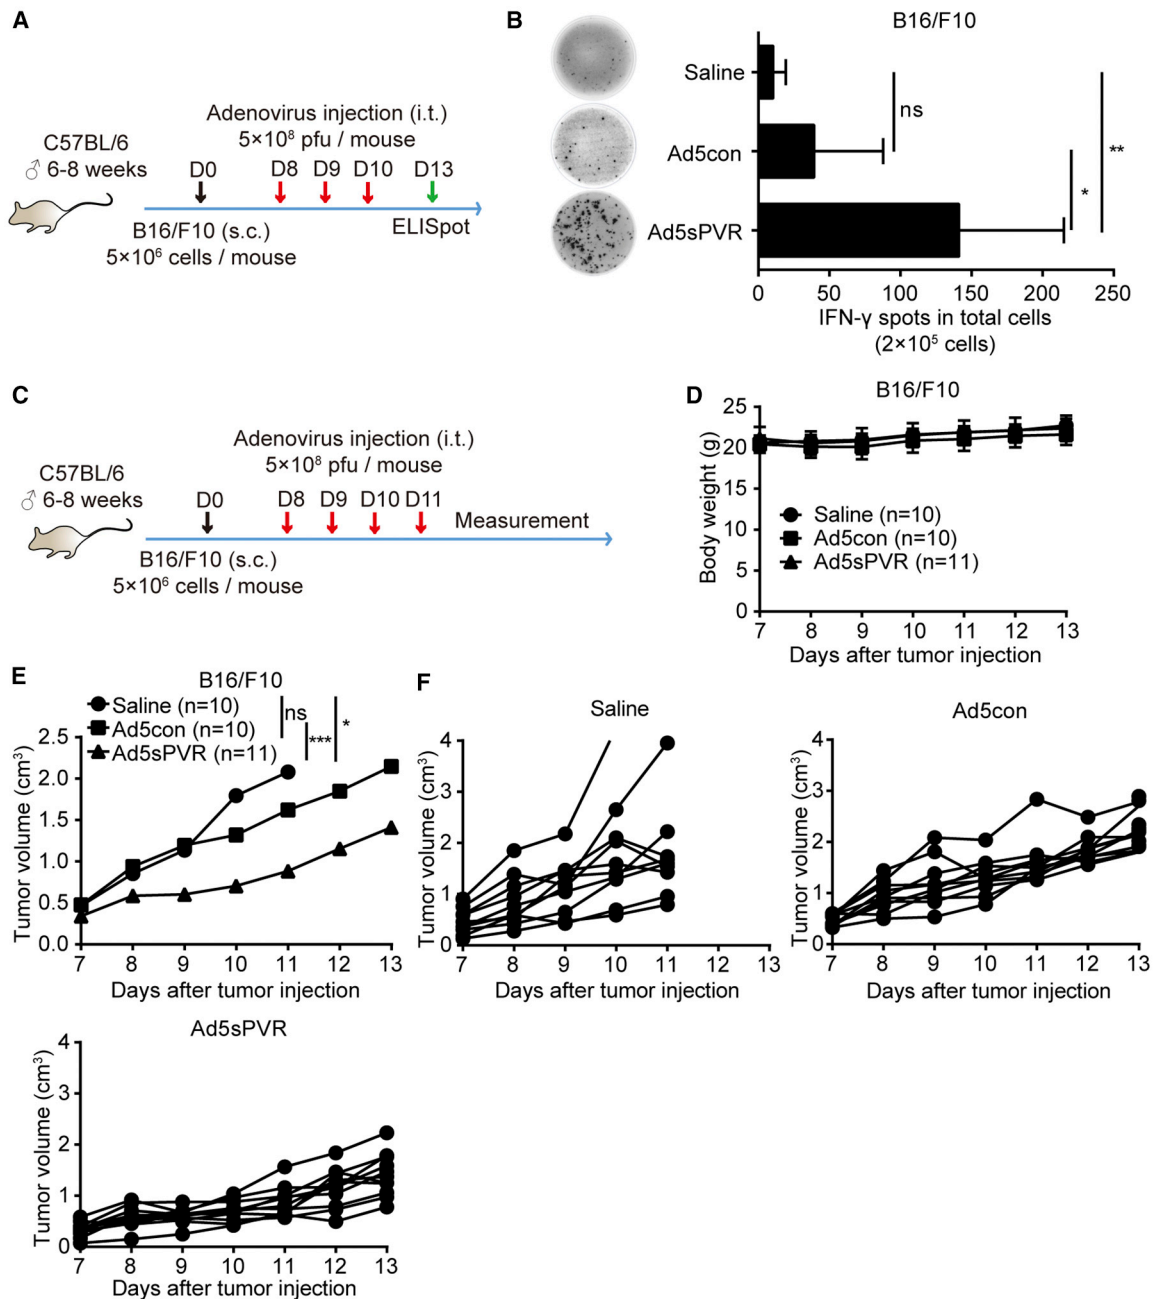 A
C57BL/6
♂ 6-8 weeks
Adenovirus injection (i.t.)
5×10⁸ pfu / mouse
D0
D8
D9
D10
D13
B16/F10 (s.c.)
5×10⁶ cells / mouse
ELISpot
B
B16/F10
Saline
Ad5con
Ad5sPVR
ns
*
**
0 50 100 150 200 250
IFN-γ spots in total cells
(2×10⁵ cells)
C
C57BL/6
♂ 6-8 weeks
Adenovirus injection (i.t.)
5×10⁸ pfu / mouse
D0
D8
D9
D10
D11
Measurement
B16/F10 (s.c.)
5×10⁶ cells / mouse
D
B16/F10
Body weight (g)
25
20
15
10
5
0
Saline (n=10)
Ad5con (n=10)
Ad5sPVR (n=11)
7 8 9 10 11 12 13
Days after tumor injection
E
B16/F10
Saline (n=10)
Ad5con (n=10)
Ad5sPVR (n=11)
ns
***
*
Tumor volume (cm³)
2.5
2.0
1.5
1.0
0.5
0.0
7 8 9 10 11 12 13
Days after tumor injection
F
Saline
Tumor volume (cm³)
4
3
2
1
0
7 8 9 10 11 12 13
Days after tumor injection
Ad5con
Tumor volume (cm³)
4
3
2
1
0
7 8 9 10 11 12 13
Days after tumor injection
Ad5sPVR
Tumor volume (cm³)
4
3
2
1
0
7 8 9 10 11 12 13
Days after tumor injection